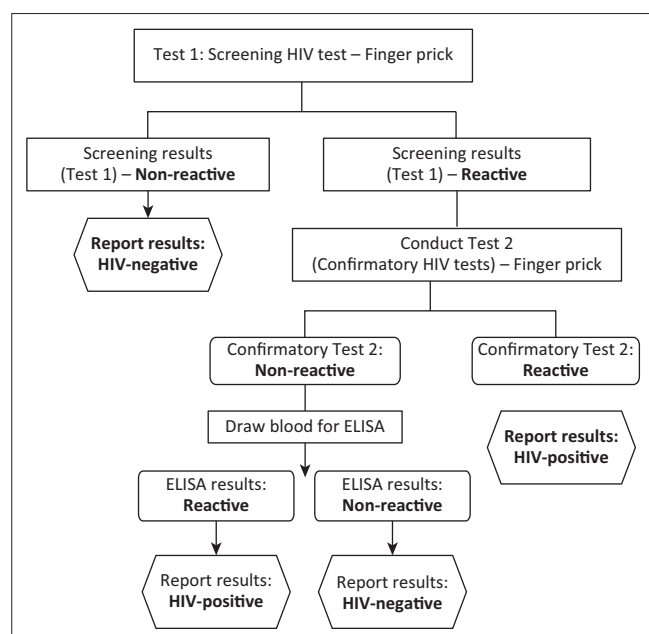 Test 1: Screening HIV test – Finger prick
Screening results
(Test 1) – Non-reactive
Screening results
(Test 1) – Reactive
Report results:
HIV-negative
Conduct Test 2
(Confirmatory HIV tests) – Finger prick
Confirmatory Test 2:
Non-reactive
Confirmatory Test 2:
Reactive
Draw blood for ELISA
Report results:
HIV-positive
ELISA results:
Reactive
ELISA results:
Non-reactive
Report results:
HIV-positive
Report results:
HIV-negative